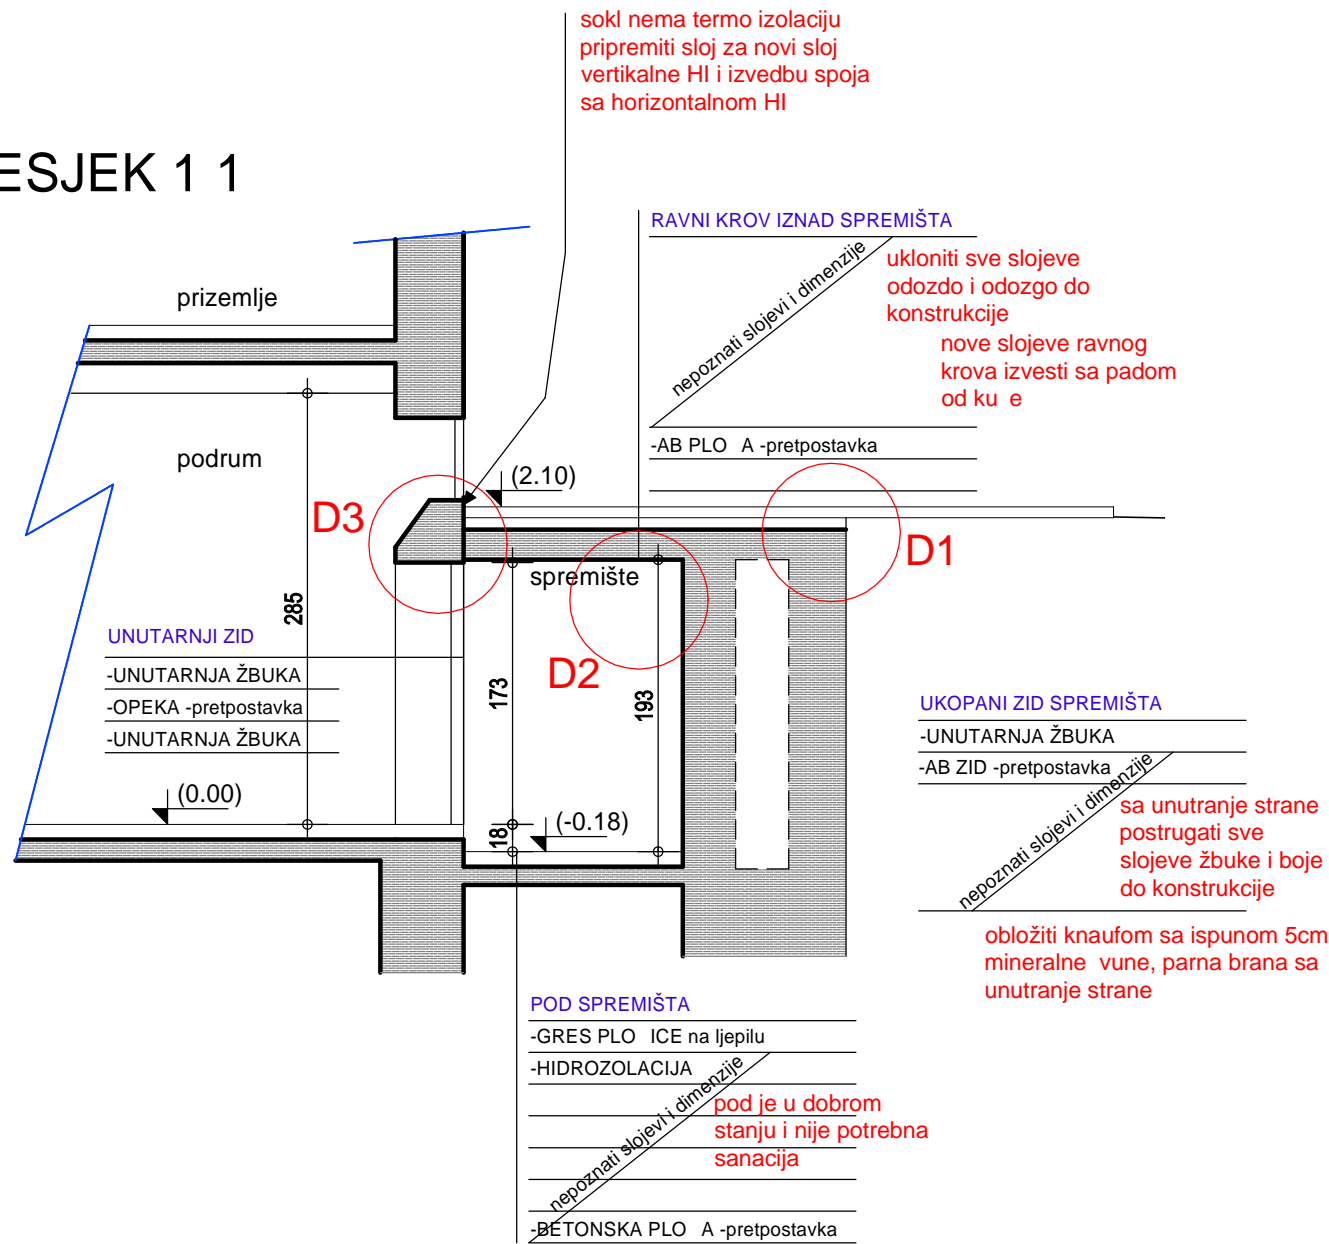 sokl nema termo izolaciju
pripremiti sloj za novi sloj
vertikalne HI i izvedbu spoja
sa horizontalnom HI
ESJEK 1 1
RAVNI KROV IZNAD SPREMIŠTA
nepoznati slojevi i dimenzije
ukloniti sve slojeve
odozdo i odozgo do
konstrukcije
nove slojeve ravnog
krova izvesti sa padom
od ku e
-AB PLO A -pretpostavka
prizemlje
podrum
(2.10)
D3
D1
spremište
285
D2
173
193
UNUTARNJI ZID
-UNUTARNJA ŽBUKA
-OPEKA -pretpostavka
-UNUTARNJA ŽBUKA
(0.00)
18
(-0.18)
UKOPANI ZID SPREMIŠTA
-UNUTARNJA ŽBUKA
-AB ZID -pretpostavka
nepoznati slojevi i dimenzije
sa unutranje strane
postrugati sve
slojeve žbuke i boje
do konstrukcije
obložiti knaufom sa ispunom 5cm
mineralne vune, parna brana sa
unutranje strane
POD SPREMIŠTA
-GRES PLO ICE na ljepilu
-HIDROZOLACIJA
nepoznati slojevi i dimenzije
pod je u dobrom
stanju i nije potrebna
sanacija
-BETONSKA PLO A -pretpostavka